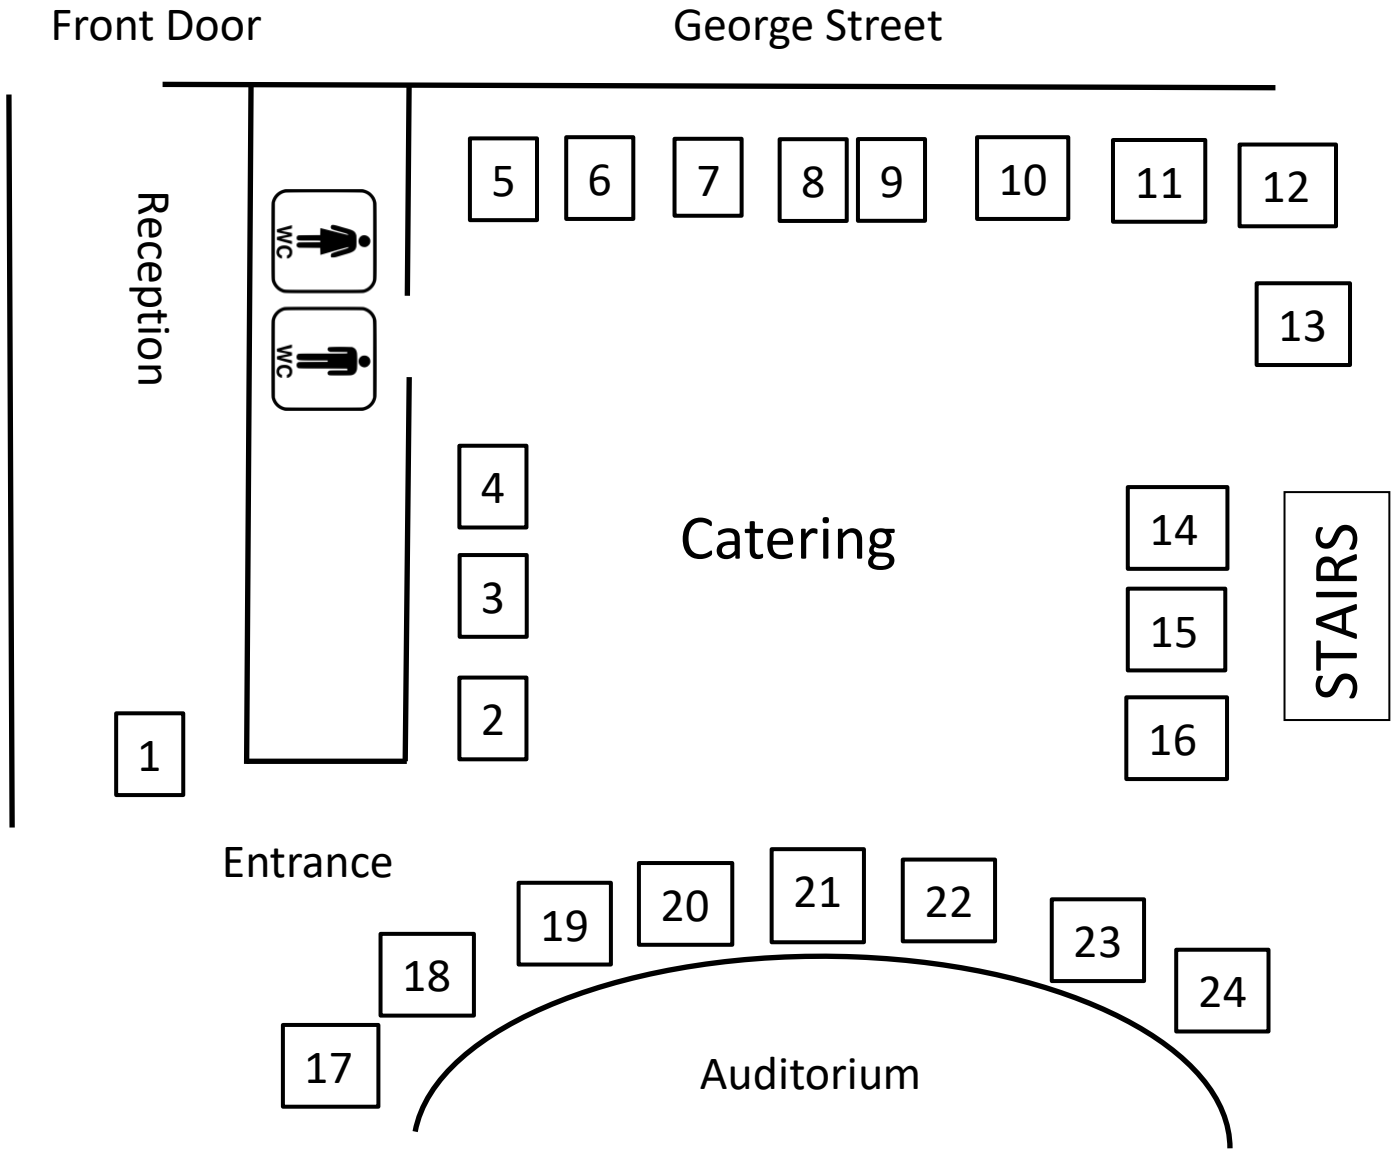 Front Door
George Street
5
6
7
8
9
10
11
12
Reception
WC
WC
13
4
3
2
Catering
14
15
16
STAIRS
1
Entrance
17
18
19
20
21
22
23
24
Auditorium